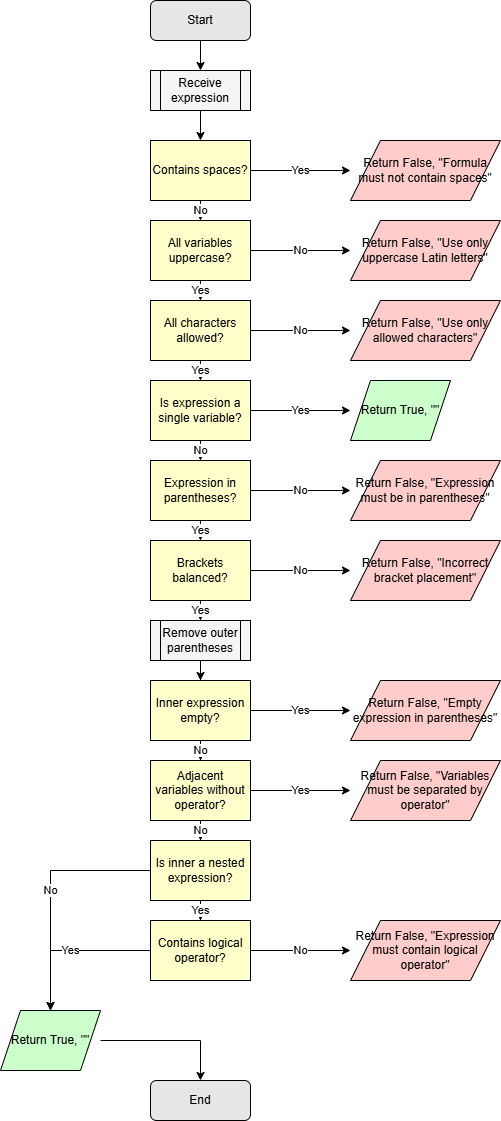 Start
Receive
expression
Contains spaces?
Yes
Return False, "Formula
must not contain spaces"
No
All variables
uppercase?
No
Return False, "Use only
uppercase Latin letters"
Yes
All characters
allowed?
No
Return False, "Use only
allowed characters"
Yes
Is expression a
single variable?
Yes
Return True, ""
No
Expression in
parentheses?
No
Return False, "Expression
must be in parentheses"
Yes
Brackets
balanced?
No
Return False, "Incorrect
bracket placement"
Yes
Remove outer
parentheses
Inner expression
empty?
Yes
Return False, "Empty
expression in parentheses"
No
Adjacent
variables without
operator?
Yes
Return False, "Variables
must be separated by
operator"
No
Is inner a nested
expression?
No
Yes
Contains logical
operator?
Yes
No
Return False, "Expression
must contain logical
operator"
Return True, ""
End